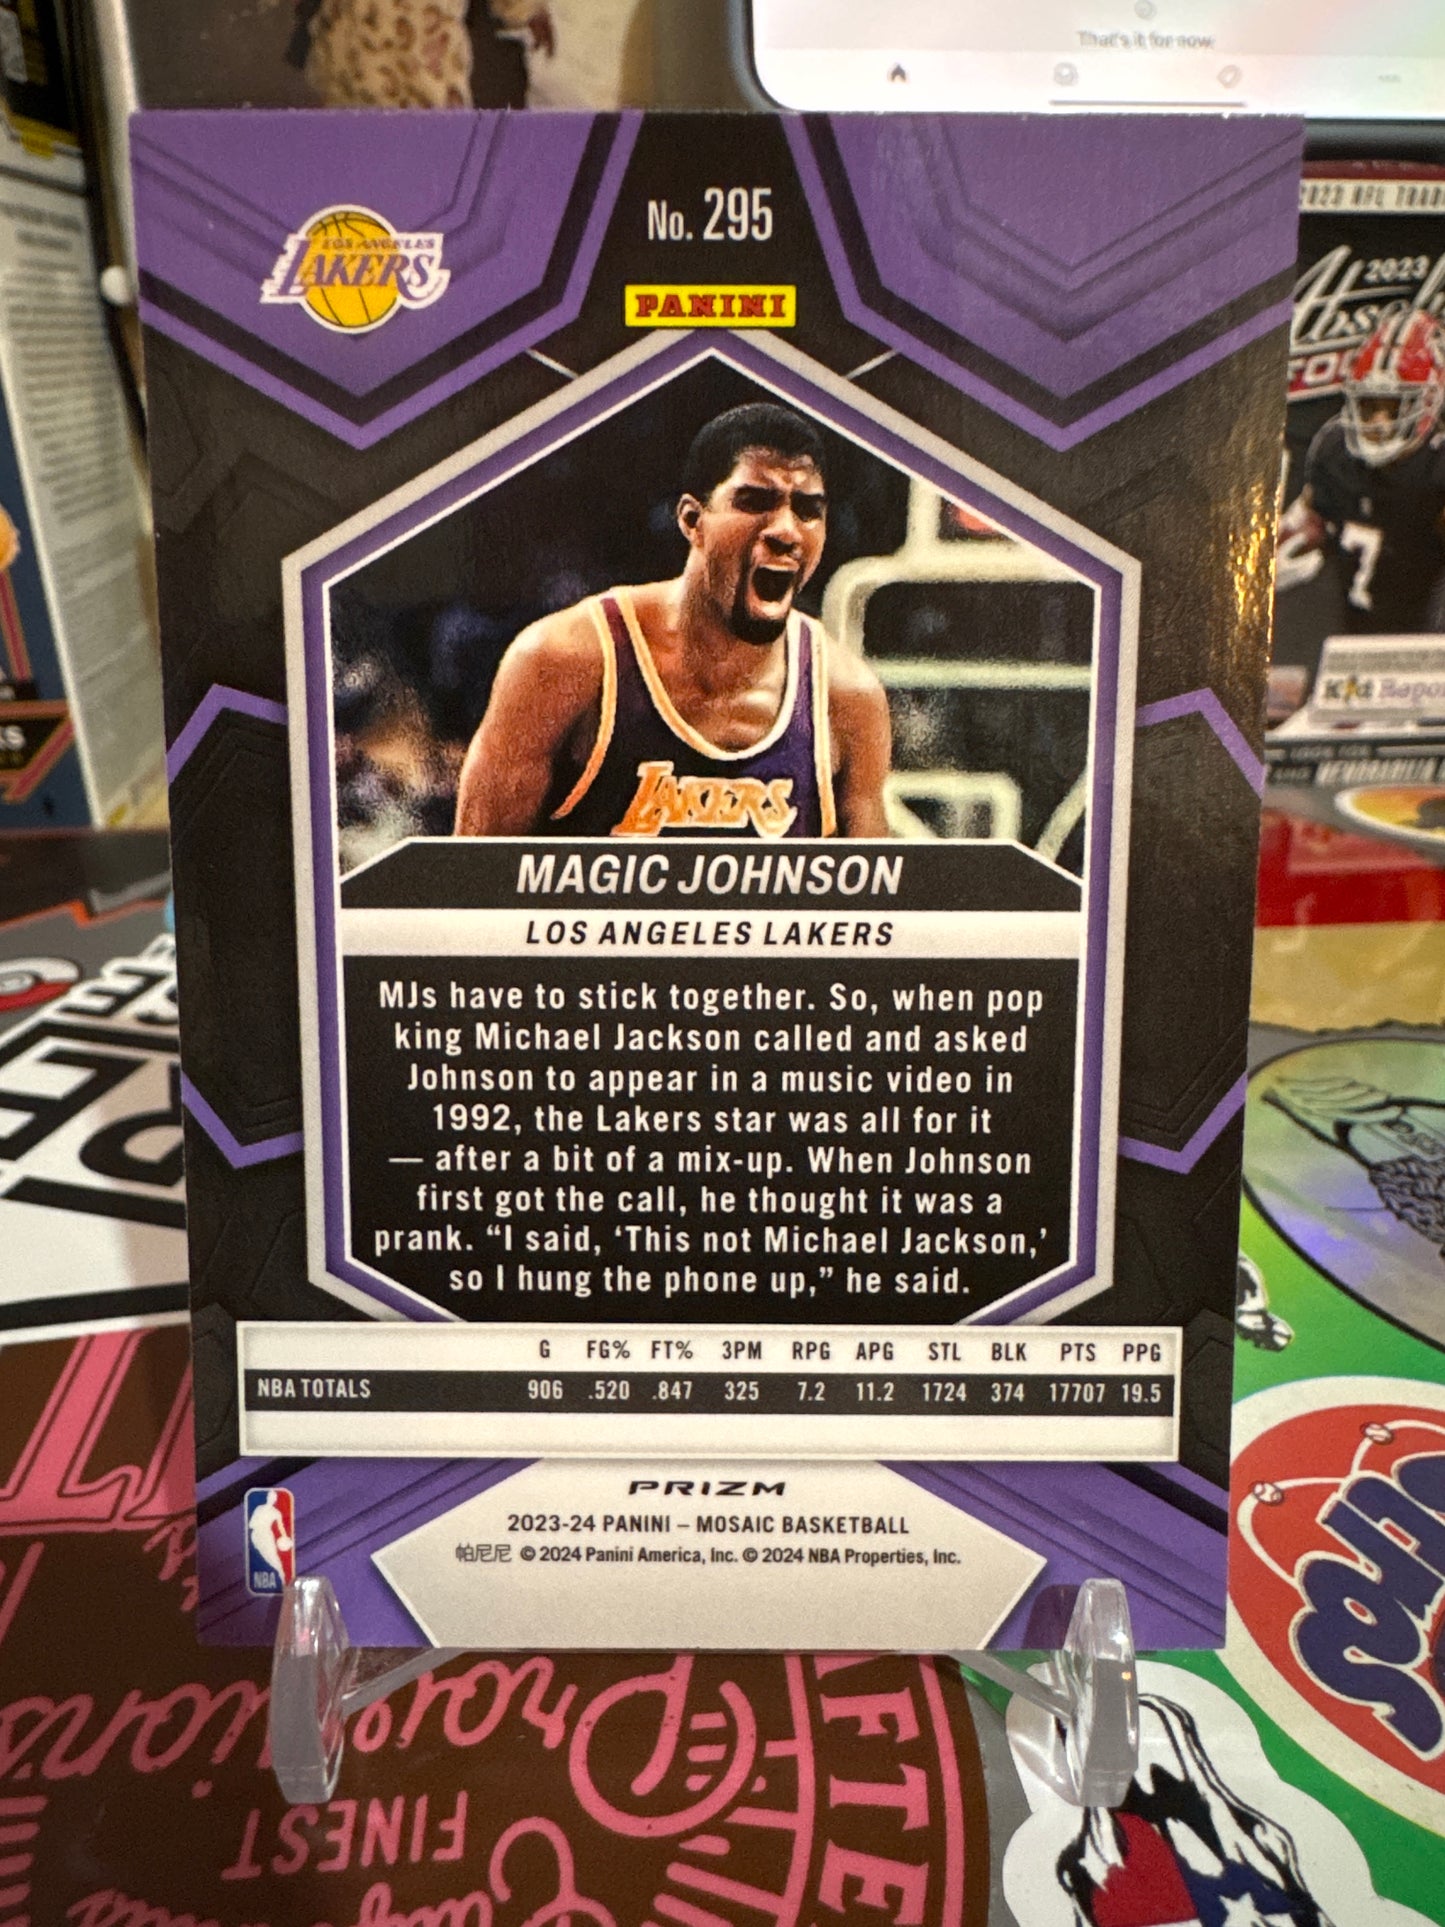 That's it for now.
No. 295
LOS ANGELES
LAKERS
PANINI
2023 NFL TRAD
2023
Absolu
7
LAKERS
MAGIC JOHNSON
LOS ANGELES LAKERS
MJs have to stick together. So, when pop
king Michael Jackson called and asked
Johnson to appear in a music video in
1992, the Lakers star was all for it
— after a bit of a mix-up. When Johnson
first got the call, he thought it was a
prank. “I said, ‘This not Michael Jackson,’
so I hung the phone up,” he said.
G FG% FT% 3PM RPG APG STL BLK PTS PPG
NBA TOTALS 906 .520 .847 325 7.2 11.2 1724 374 17707 19.5
PRIZM
2023-24 PANINI – MOSAIC BASKETBALL
帕尼尼 © 2024 Panini America, Inc. © 2024 NBA Properties, Inc.
NBA
FINEST